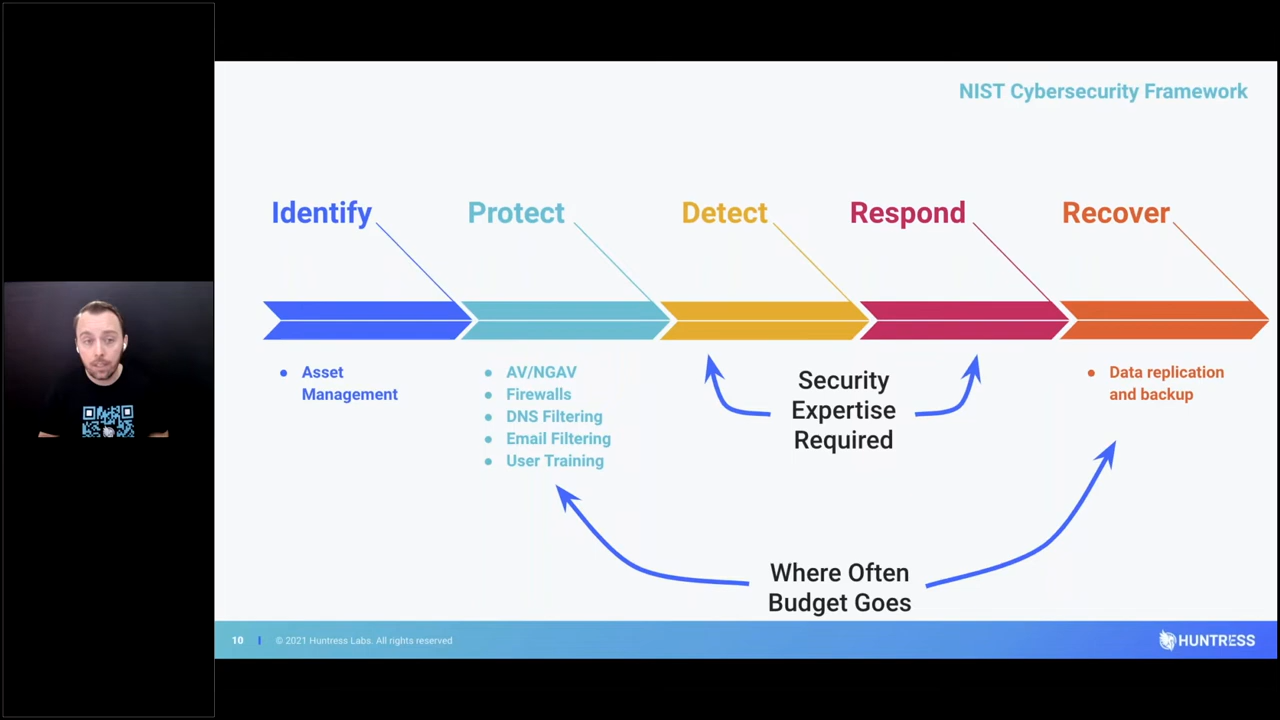 NIST Cybersecurity Framework
Identify
Protect
Detect
Respond
Recover
• Asset
Management
• AV/NGAV
• Firewalls
• DNS Filtering
• Email Filtering
• User Training
Security
Expertise
Required
• Data replication
and backup
Where Often
Budget Goes
10 | © 2021 Huntress Labs. All rights reserved
HUNTRESS